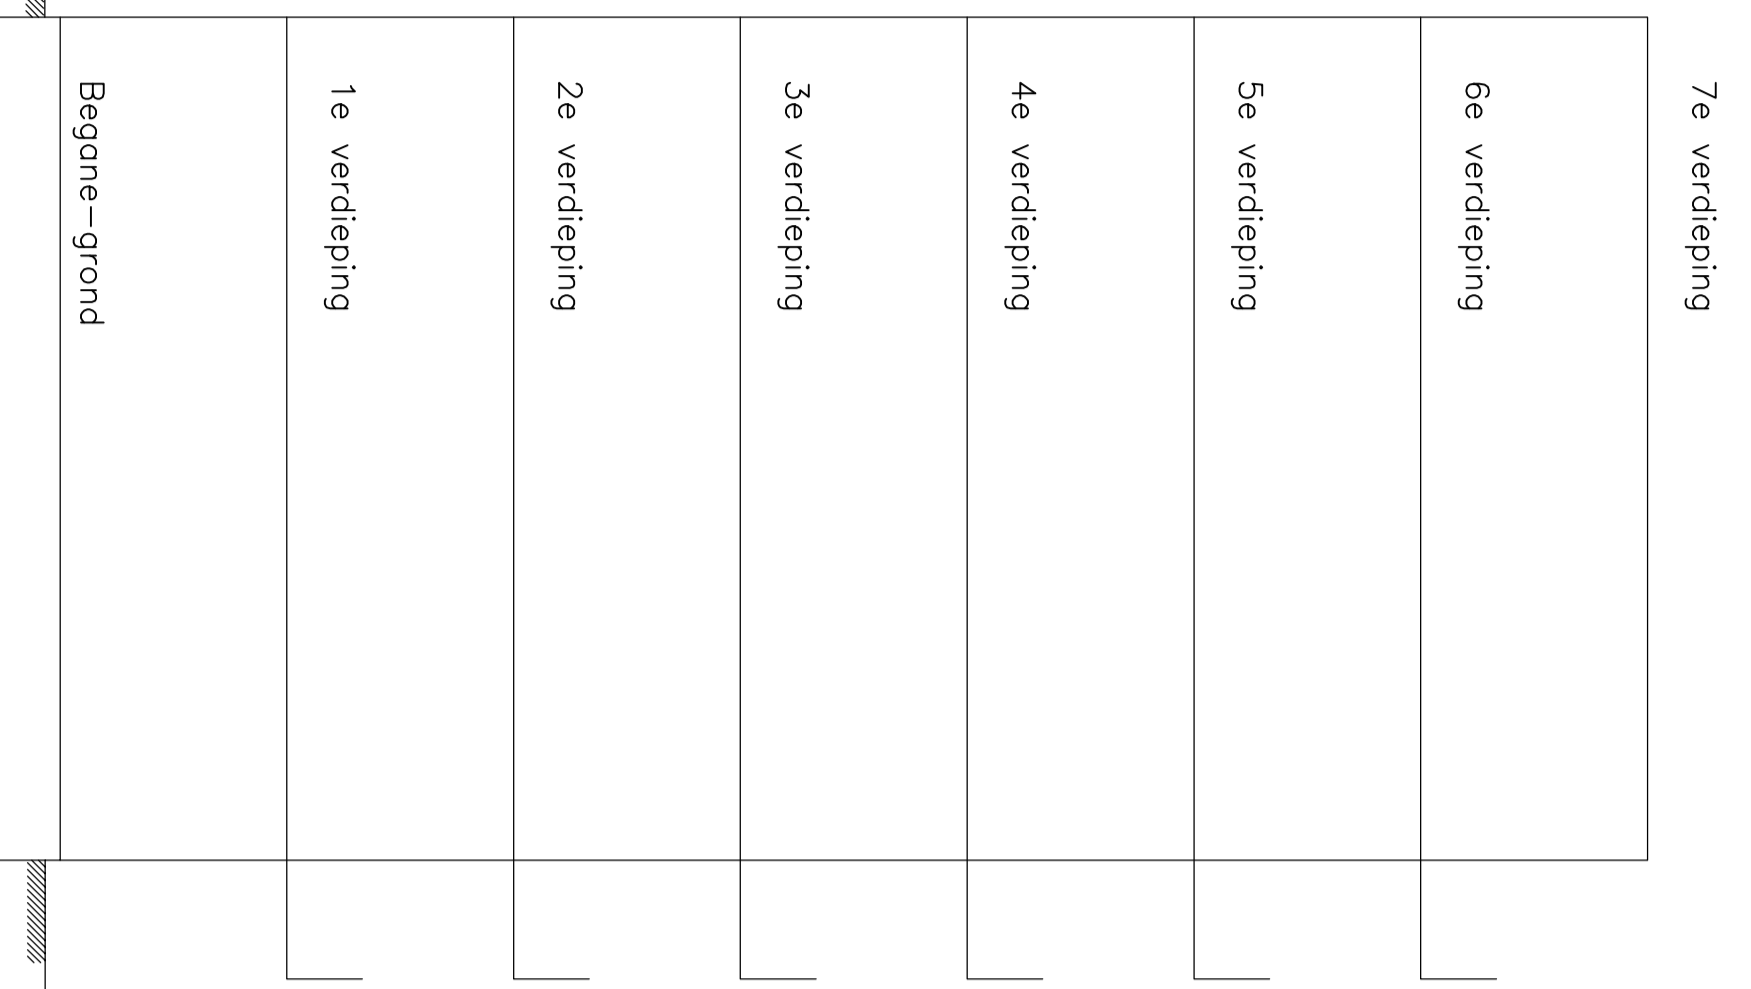 Begane-grond
1e verdieping
2e verdieping
3e verdieping
4e verdieping
5e verdieping
6e verdieping
7e verdieping